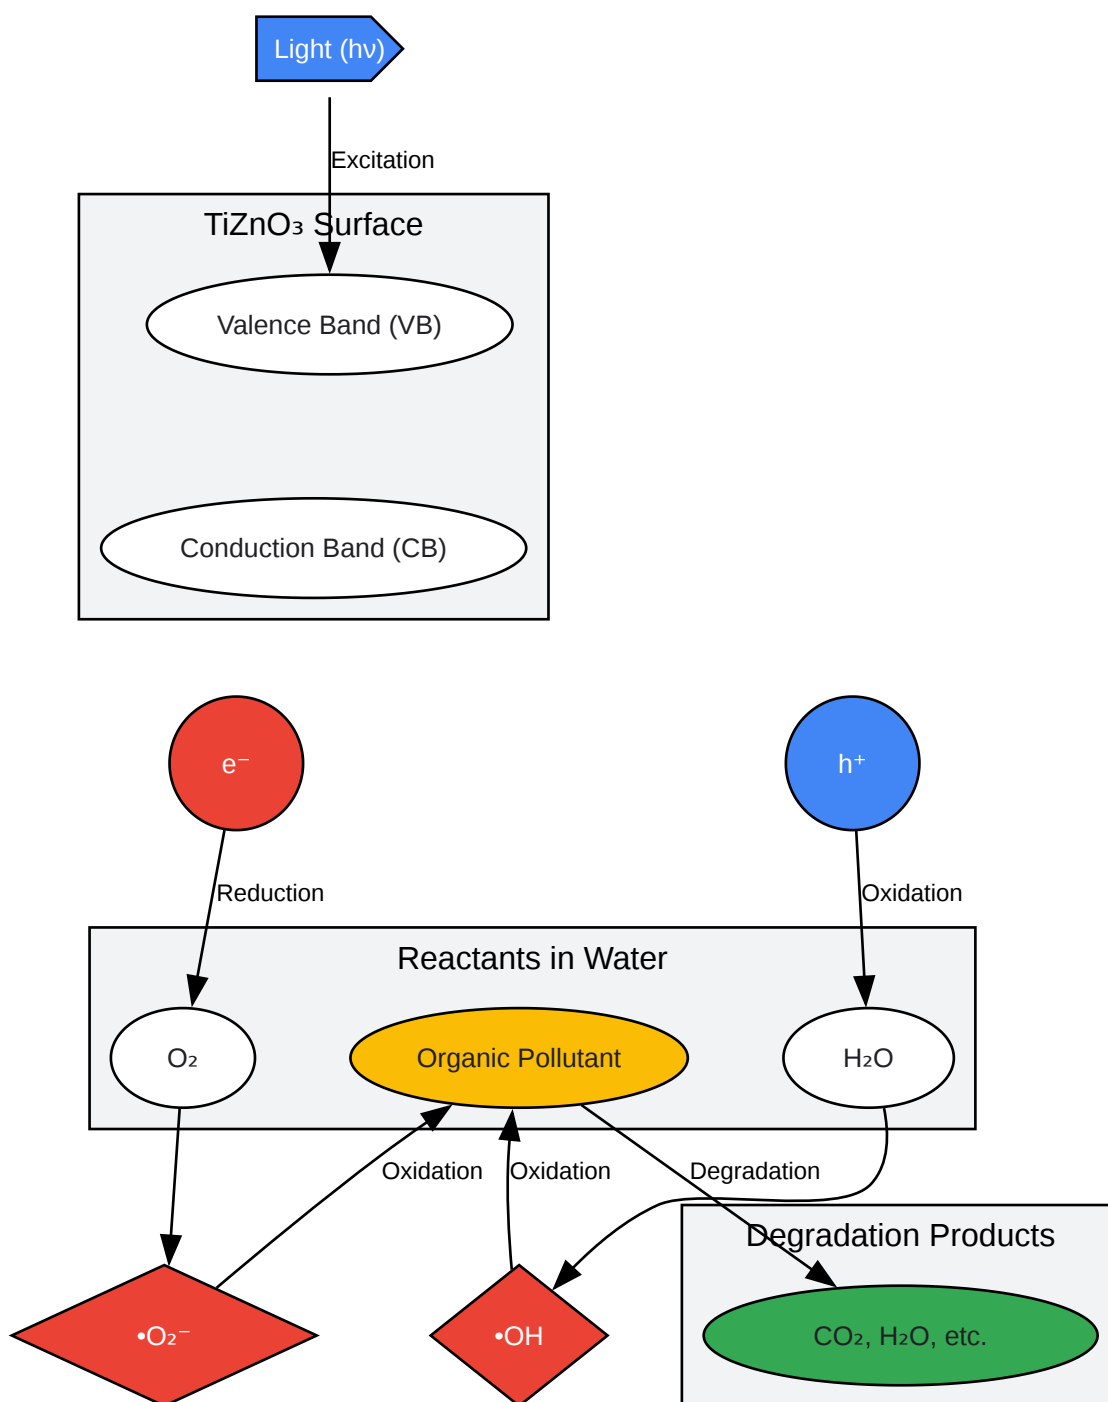 Light (hν)
Excitation
TiZnO₃ Surface
Valence Band (VB)
Conduction Band (CB)
e⁻
h⁺
Reduction
Oxidation
Reactants in Water
O₂
Organic Pollutant
H₂O
Oxidation
Oxidation
Degradation
Degradation Products
•O₂⁻
•OH
CO₂, H₂O, etc.